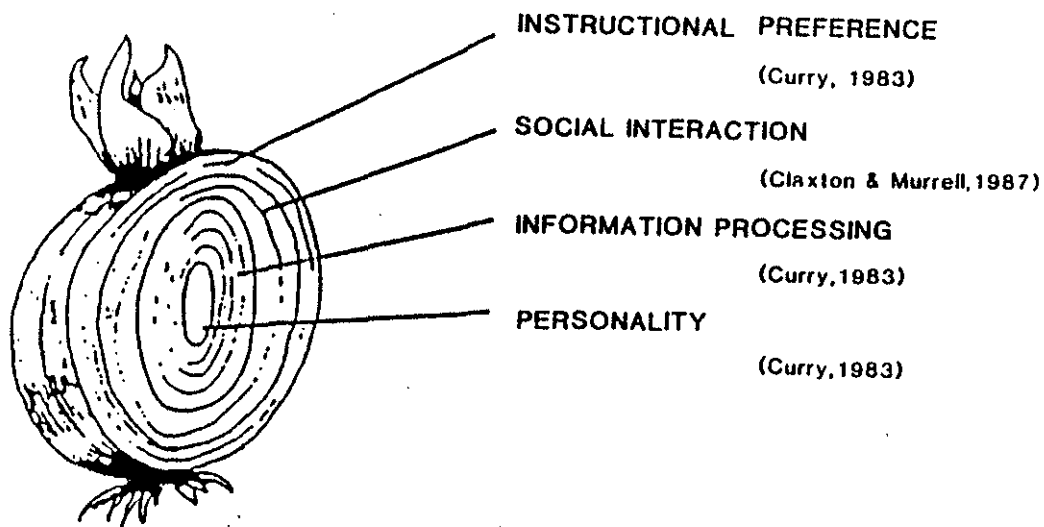 INSTRUCTIONAL PREFERENCE
(Curry, 1983)
SOCIAL INTERACTION
(Claxton & Murrell,1987)
INFORMATION PROCESSING
(Curry,1983)
PERSONALITY
(Curry,1983)